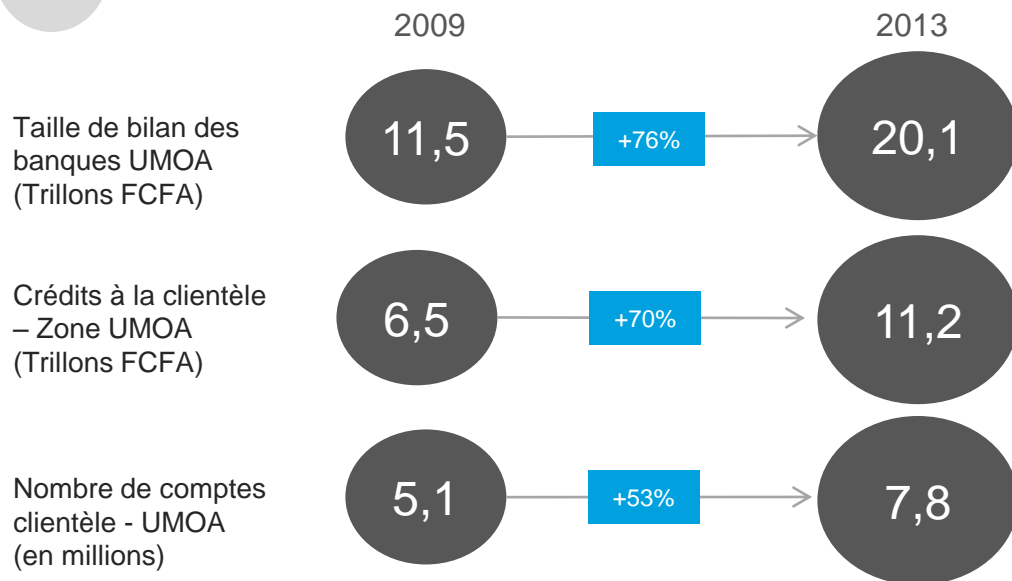 2009
2013
Taille de bilan des
banques UMOA
(Trillons FCFA)
11,5
+76%
20,1
Crédits à la clientèle
– Zone UMOA
(Trillons FCFA)
6,5
+70%
11,2
Nombre de comptes
clientèle - UMOA
(en millions)
5,1
+53%
7,8